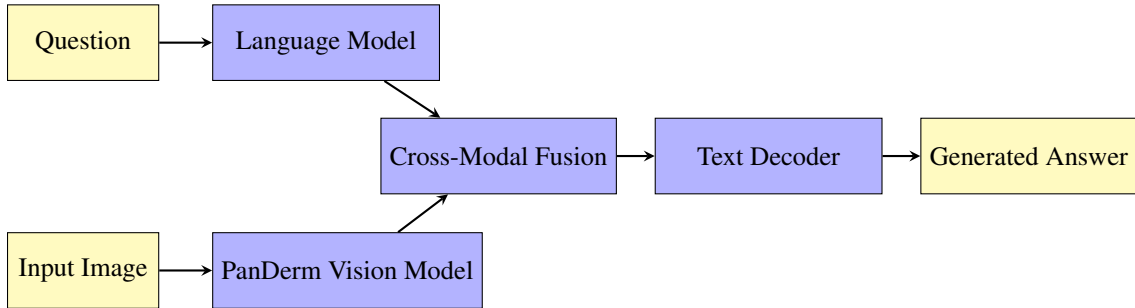 Question
Language Model
Cross-Modal Fusion
Text Decoder
Generated Answer
Input Image
PanDerm Vision Model